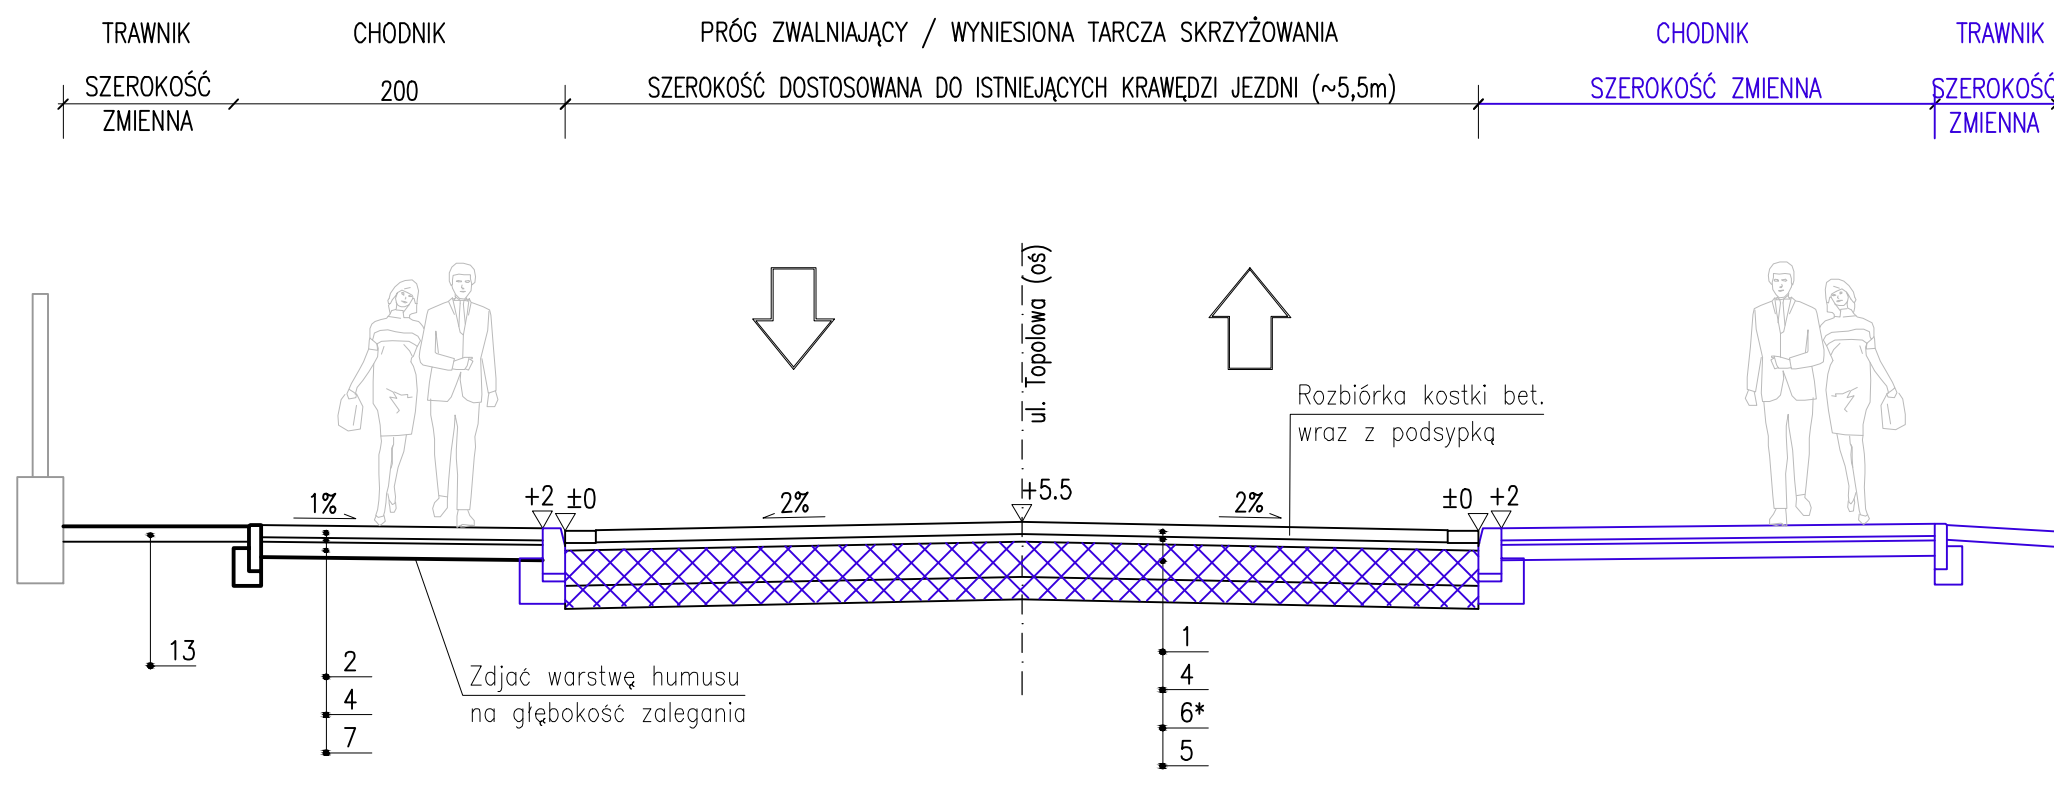 TRAWNIK
CHODNIK
PRÓG ZWALNIAJĄCY / WYNIESIONA TARCZA SKRZYŻOWANIA
CHODNIK
TRAWNIK
SZEROKOŚĆ
ZMIENNA
200
SZEROKOŚĆ DOSTOSOWANA DO ISTNIEJĄCYCH KRAWĘDZI JEZDNI (~5,5m)
SZEROKOŚĆ ZMIENNA
SZEROKOŚĆ
ZMIENNA
ul. Topolowa (oś)
Rozbiórka kostki bet.
wraz z podsypką
1%
+2
±0
2%
+5.5
2%
±0
+2
13
2
4
7
Zdjać warstwę humusu
na głębokość zalegania
1
4
6*
5